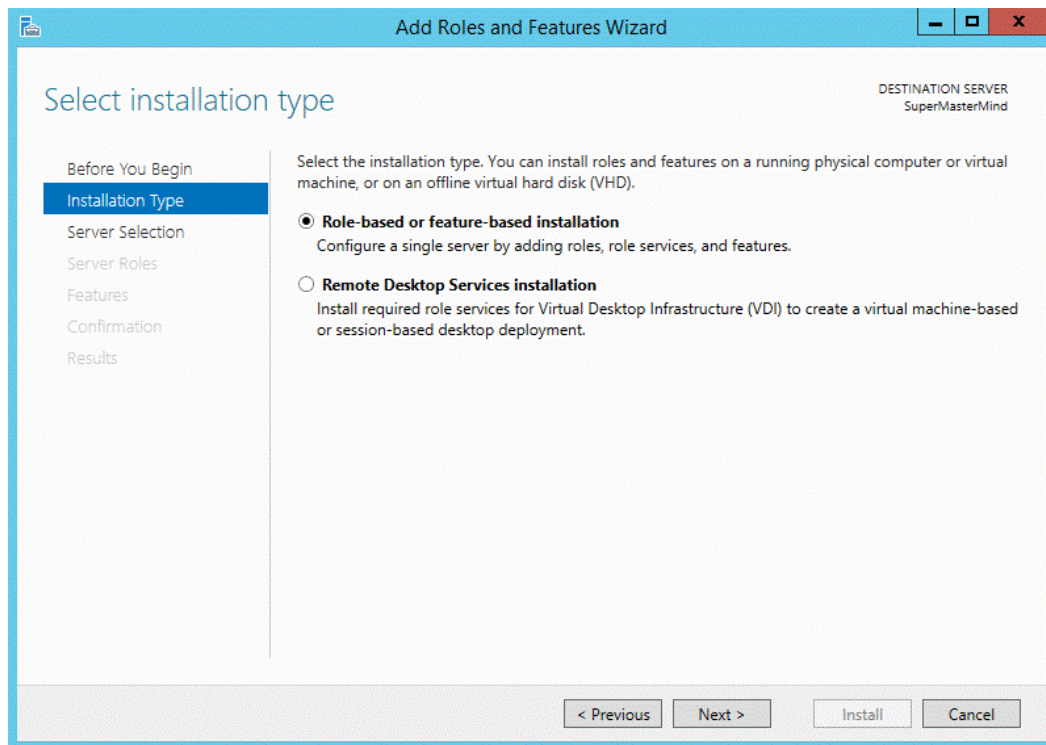 Add Roles and Features Wizard
Select installation type
DESTINATION SERVER
SuperMasterMind
Before You Begin
Installation Type
Server Selection
Server Roles
Features
Confirmation
Results
Select the installation type. You can install roles and features on a running physical computer or virtual
machine, or on an offline virtual hard disk (VHD).
Role-based or feature-based installation
Configure a single server by adding roles, role services, and features.
Remote Desktop Services installation
Install required role services for Virtual Desktop Infrastructure (VDI) to create a virtual machine-based
or session-based desktop deployment.
< Previous
Next >
Install
Cancel